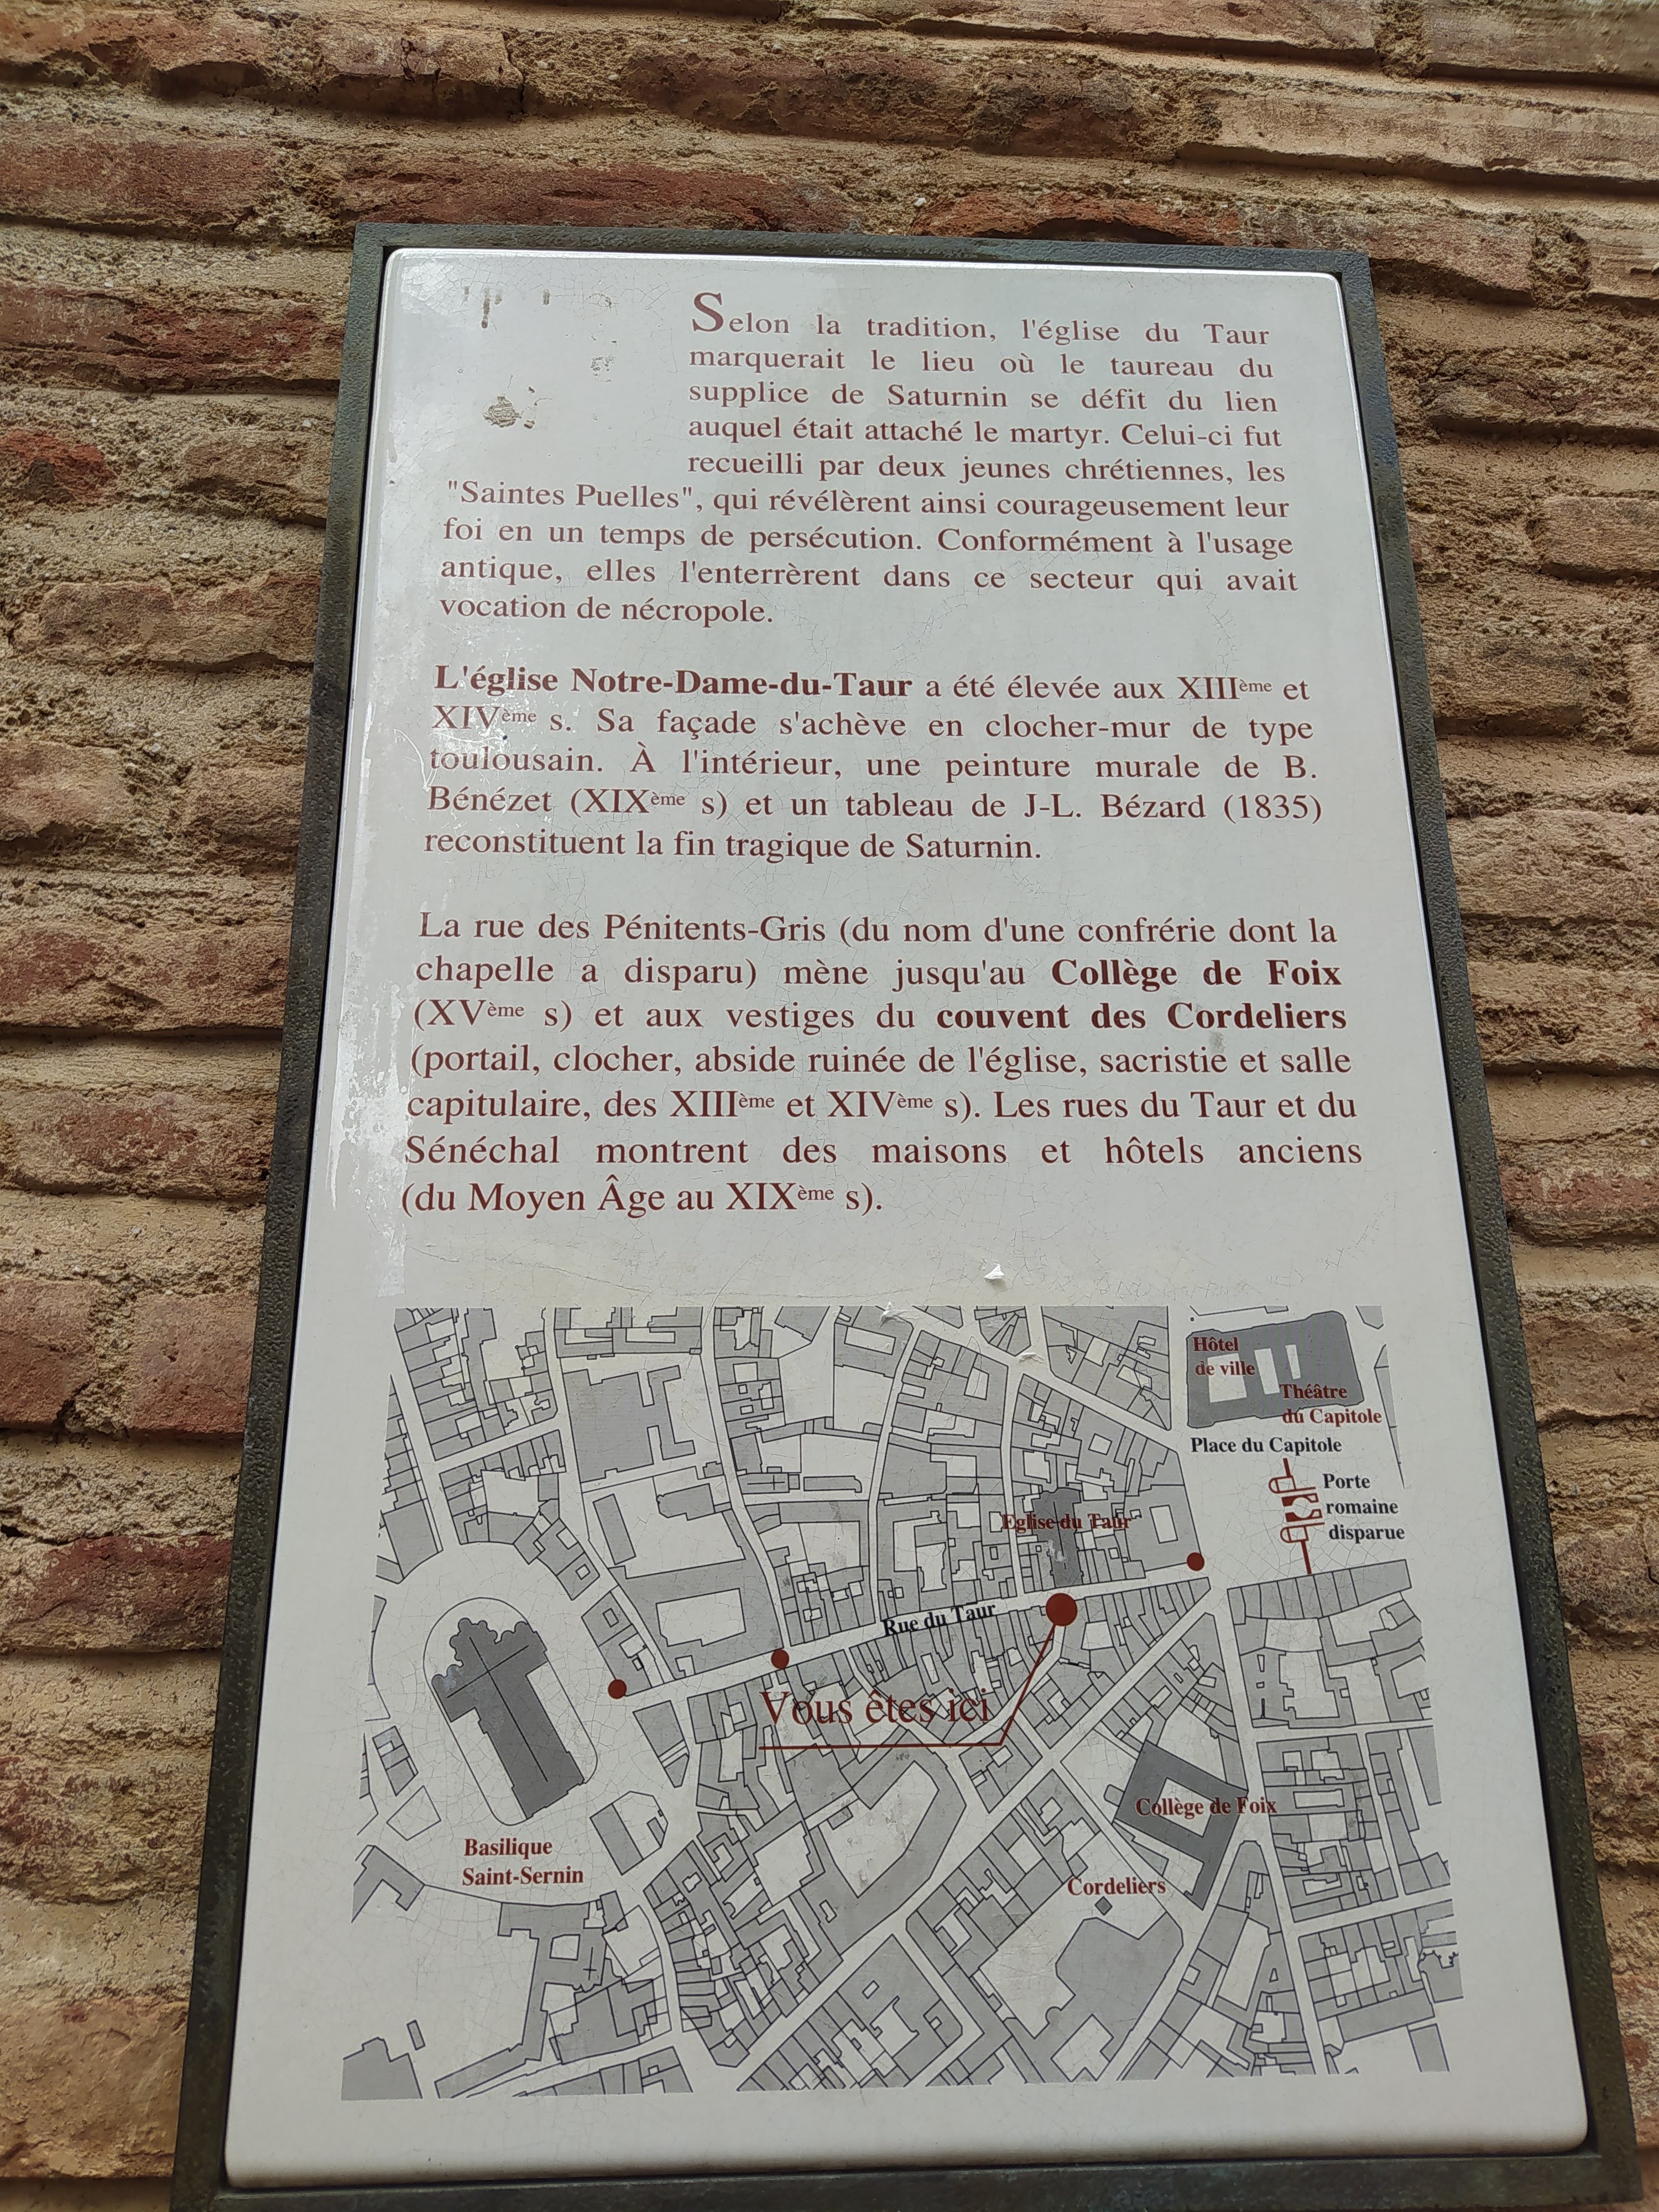 Selon la tradition, l'église du Taur
marquerait le lieu où le taureau du
supplice de Saturnin se défit du lien
auquel était attaché le martyr. Celui-ci fut
recueilli par deux jeunes chrétiennes, les
"Saintes Puelles", qui révélèrent ainsi courageusement leur
foi en un temps de persécution. Conformément à l'usage
antique, elles l'enterrèrent dans ce secteur qui avait
vocation de nécropole.
L'église Notre-Dame-du-Taur a été élevée aux XIIIème et
XIVème s. Sa façade s'achève en clocher-mur de type
toulousain. À l'intérieur, une peinture murale de B.
Bénézet (XIXème s) et un tableau de J-L. Bézard (1835)
reconstituent la fin tragique de Saturnin.
La rue des Pénitents-Gris (du nom d'une confrérie dont la
chapelle a disparu) mène jusqu'au Collège de Foix
(XVème s) et aux vestiges du couvent des Cordeliers
(portail, clocher, abside ruinée de l'église, sacristie et salle
capitulaire, des XIIIème et XIVème s). Les rues du Taur et du
Sénéchal montrent des maisons et hôtels anciens
(du Moyen Âge au XIXème s).
Hôtel
de ville
Théâtre
du Capitole
Place du Capitole
Porte
romaine
disparue
Eglise du Taur
Rue du Taur
Vous êtes ici
Collège de Foix
Basilique
Saint-Sernin
Cordeliers